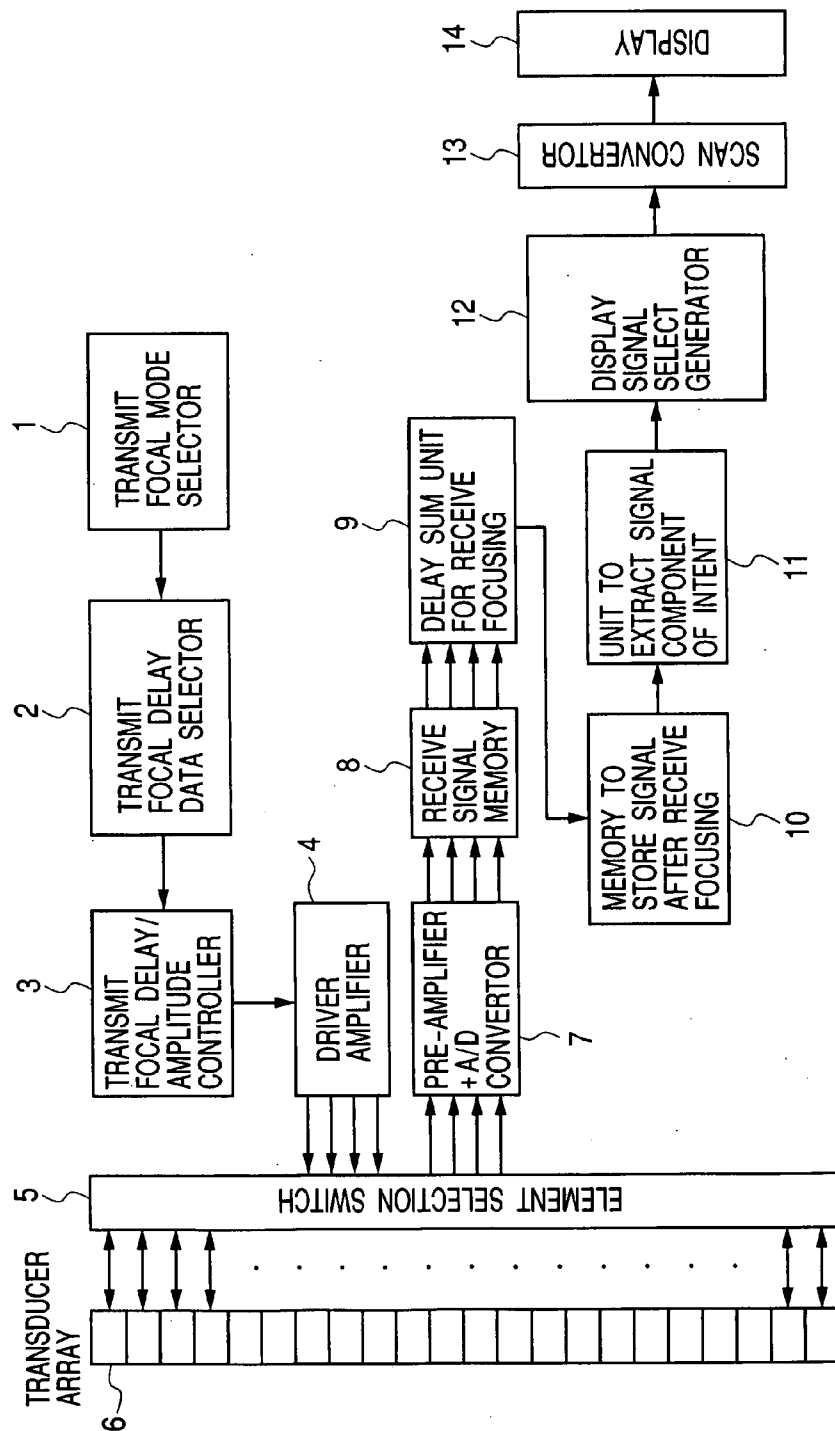 TRANSDUCER
ARRAY
6
5
ELEMENT SELECTION SWITCH
3
TRANSMIT
FOCAL DELAY/
AMPLITUDE
CONTROLLER
2
TRANSMIT
FOCAL DELAY
DATA SELECTOR
1
TRANSMIT
FOCAL MODE
SELECTOR
4
DRIVER
AMPLIFIER
PRE-AMPLIFIER
+A/D
CONVERTOR
7
8
RECEIVE
SIGNAL
MEMORY
9
DELAY SUM UNIT
FOR RECEIVE
FOCUSING
MEMORY TO
STORE SIGNAL
AFTER RECEIVE
FOCUSING
10
UNIT TO
EXTRACT SIGNAL
COMPONENT
OF INTENT
11
12
DISPLAY
SIGNAL
SELECT
GENERATOR
13
SCAN CONVERTOR
14
DISPLAY